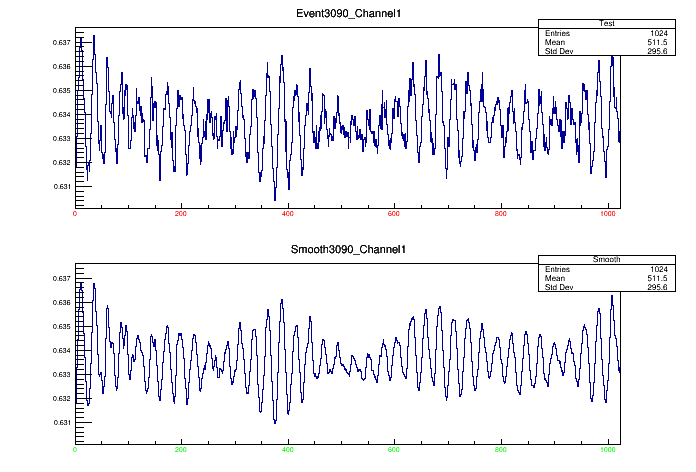 Event3090_Channel1
Test
Entries 1024
Mean 511.5
Std Dev 295.6
0.637
0.636
0.635
0.634
0.633
0.632
0.631
0 200 400 600 800 1000
Smooth3090_Channel1
Smooth
Entries 1024
Mean 511.5
Std Dev 295.6
0.637
0.636
0.635
0.634
0.633
0.632
0.631
0 200 400 600 800 1000